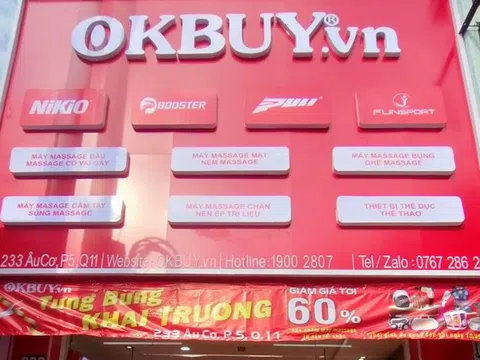 OKBUY®.vn
NiKiO BOOSTER PULI FUNSPORT
MÁY MASSAGE ĐẦU
MASSAGE CỔ VAI GÁY
MÁY MASSAGE MẮT
NỆM MASSAGE
MÁY MASSAGE BỤNG
GHẾ MASSAGE
MÁY MASSAGE CẦM TAY
SÚNG MASSAGE
MÁY MASSAGE CHÂN
NÉN ÉP TRỊ LIỆU
THIẾT BỊ THỂ DỤC
THỂ THAO
233 Âu Cơ, P5, Q11 | Website: OKBUY.vn | Hotline: 1900 2807 | Tel / Zalo : 0767 286 2
OKBUY.vn
Tưng Bừng
KHAI TRƯƠNG
233 ÂU CƠ, P.5, Q.11
GIẢM GIÁ TỚI
60%